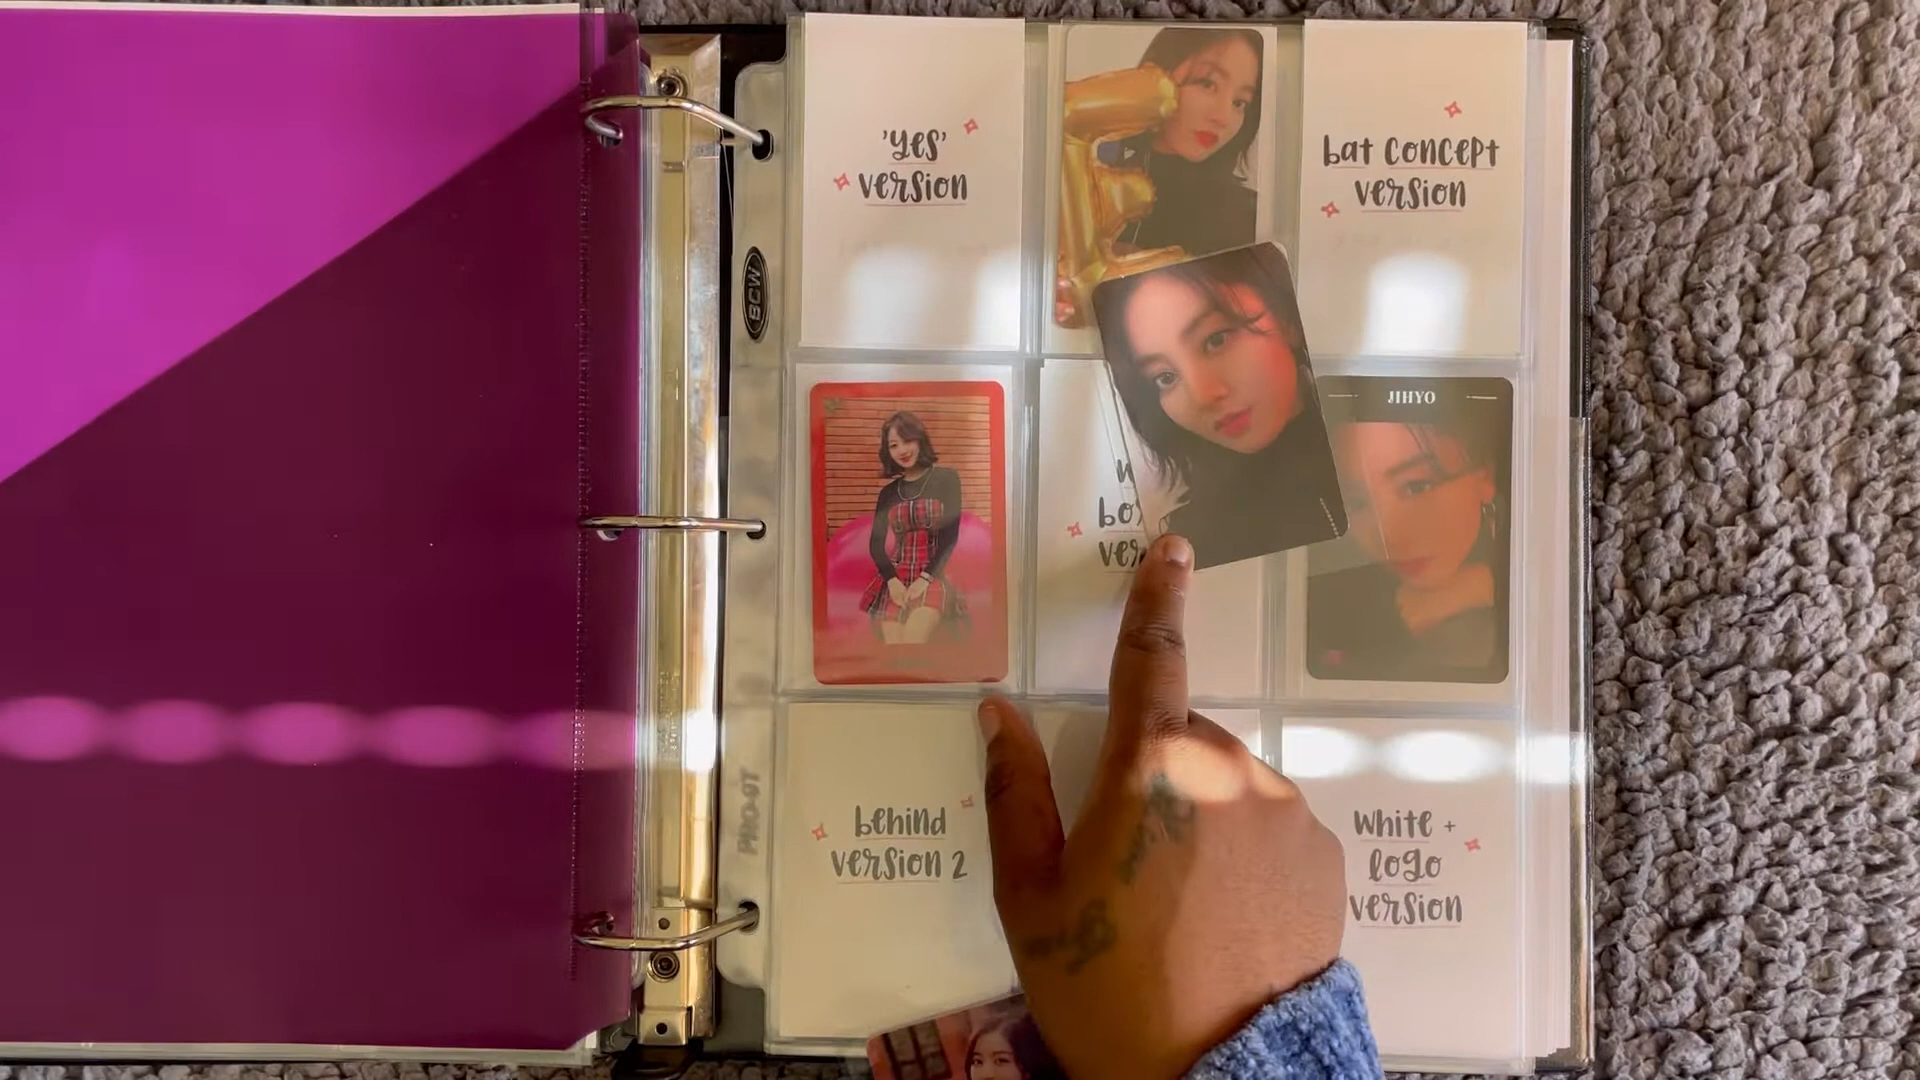 'yes'
version
bat concept
version
BCW
JIHYO
behind
version 2
white +
logo
version